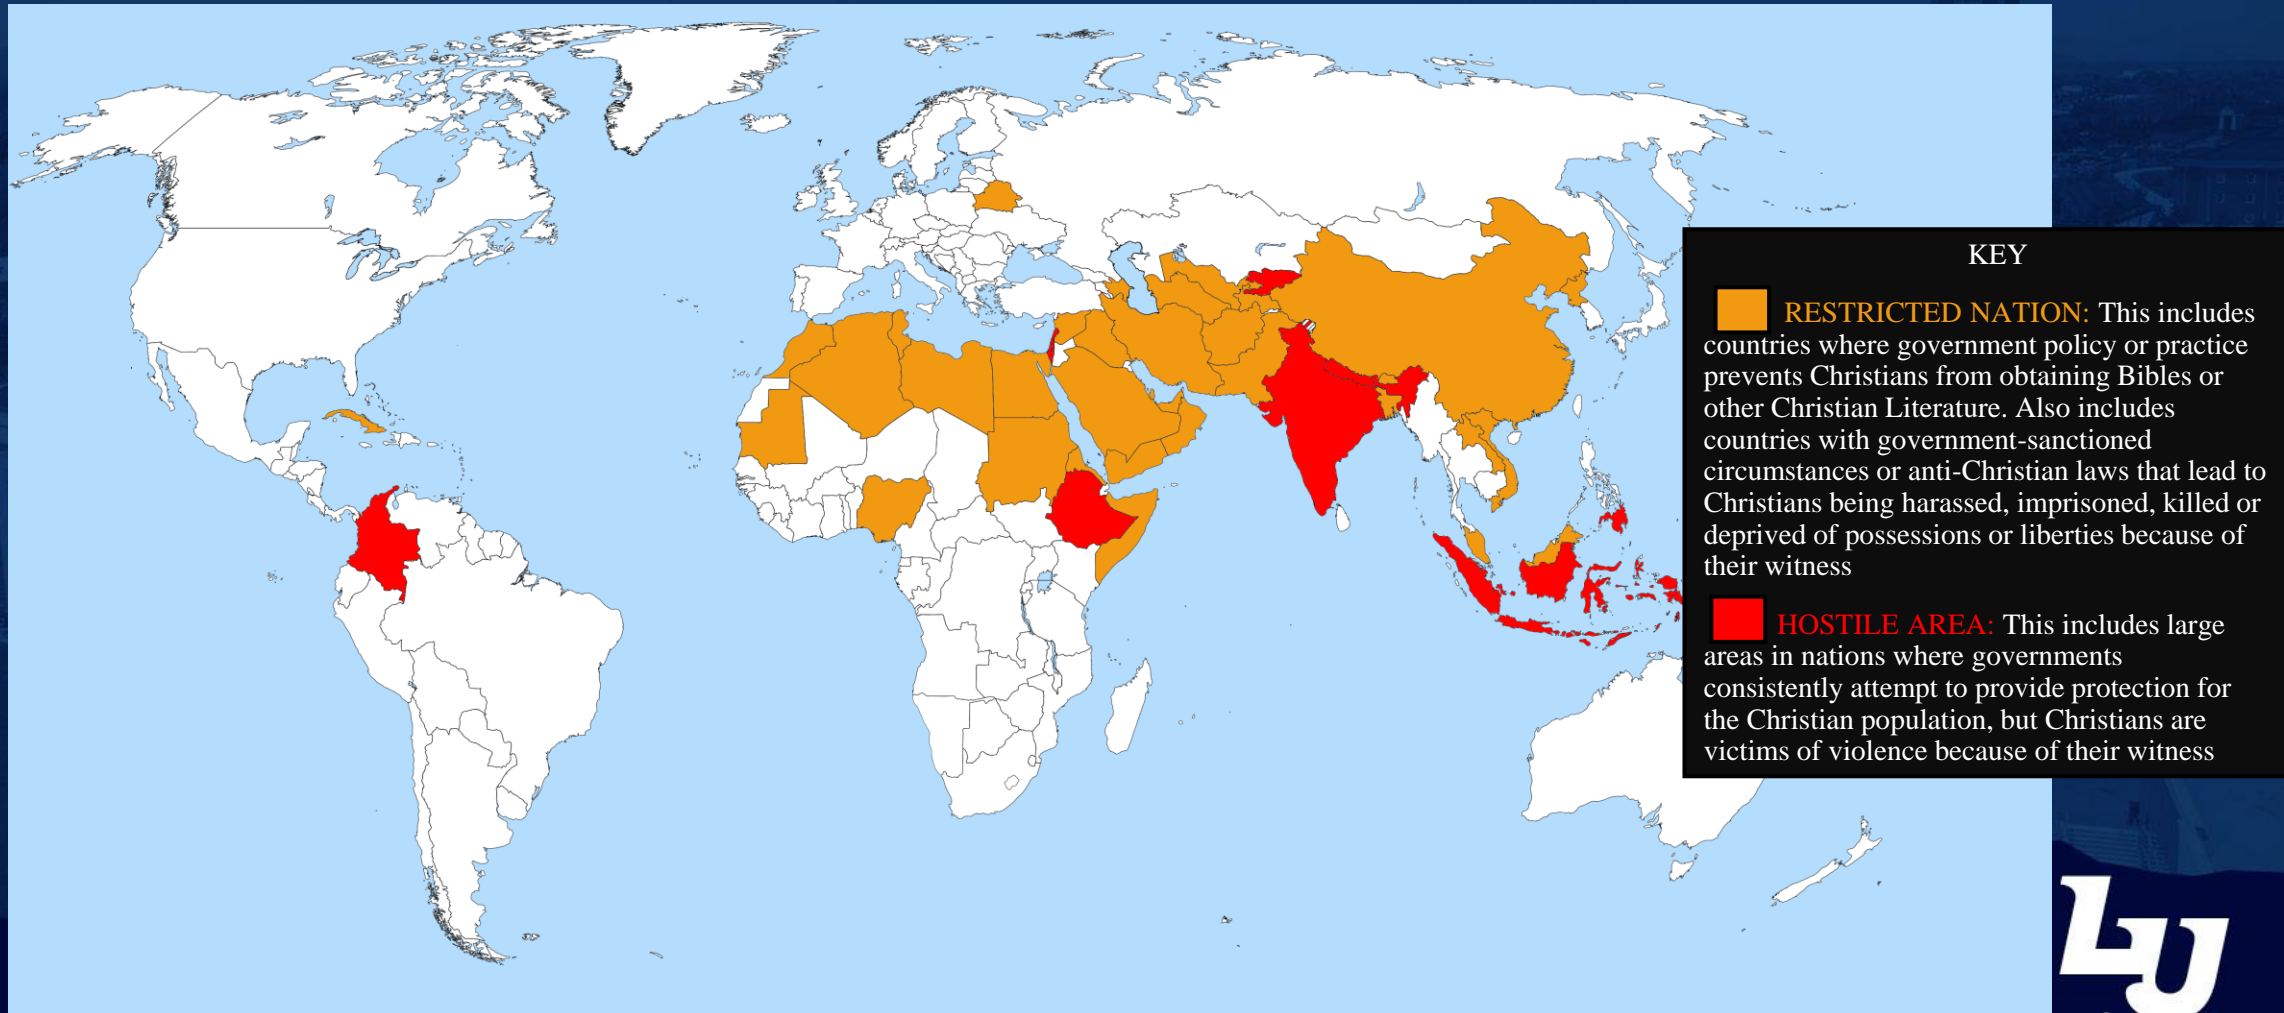 KEY
RESTRICTED NATION: This includes
countries where government policy or practice
prevents Christians from obtaining Bibles or
other Christian Literature. Also includes
countries with government-sanctioned
circumstances or anti-Christian laws that lead to
Christians being harassed, imprisoned, killed or
deprived of possessions or liberties because of
their witness
HOSTILE AREA: This includes large
areas in nations where governments
consistently attempt to provide protection for
the Christian population, but Christians are
victims of violence because of their witness
LU